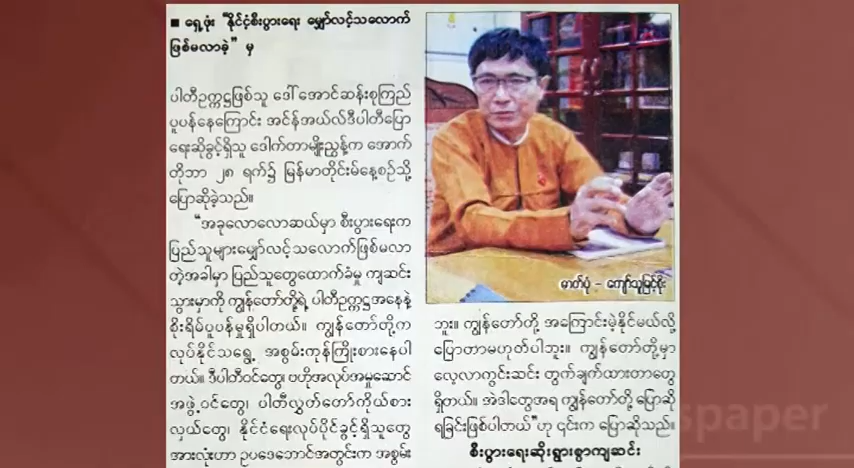 ■ ရှေ့ဖုံး "နိုင်ငံ့စီးပွားရေး မျှော်လင့်သလောက်
ဖြစ်မလာခဲ့" မှ
ပါတီဥက္ကဋ္ဌဖြစ်သူ ဒေါ်အောင်ဆန်းစုကြည်
ပူပန်နေကြောင်း အင်န်အယ်လ်ဒီပါတီပြော
ရေးဆိုခွင့်ရှိသူ ဒေါက်တာမျိုးညွန့်က အောက်
တိုဘာ ၂၈ ရက်၌ မြန်မာတိုင်းမ်နေ့စဉ်သို့
ပြောဆိုခဲ့သည်။
"အခုလောလောဆယ်မှာ စီးပွားရေးက
ပြည်သူများမျှော်လင့်သလောက်ဖြစ်မလာ
တဲ့အခါမှာ ပြည်သူတွေထောက်ခံမှု ကျဆင်း
သွားမှာကို ကျွန်တော်တို့ရဲ့ ပါတီဥက္ကဋ္ဌအနေနဲ့
စိုးရိမ်ပူပန်မှုရှိပါတယ်။ ကျွန်တော်တို့က
လုပ်နိုင်သရွေ့ အစွမ်းကုန်ကြိုးစားနေပါ
တယ်။ ဒီပါတီဝင်တွေ၊ ဗဟိုအလုပ်အမှုဆောင်
အဖွဲ့ဝင်တွေ၊ ပါတီလွှတ်တော်ကိုယ်စား
လှယ်တွေ၊ နိုင်ငံရေးလုပ်ပိုင်ခွင့်ရှိသူတွေ
အားလုံးဟာ ဥပဒေဘောင်အတွင်းက အစွမ်း
ဓာတ်ပုံ – ကျော်သူမြင့်စိုး
ဘူး။ ကျွန်တော်တို့ အကြောင်းမဲ့နိုင်မယ်လို့
ပြောတာမဟုတ်ပါဘူး။ ကျွန်တော်တို့မှာ
လေ့လာကွင်းဆင်း တွက်ချက်ထားတာတွေ
ရှိတယ်။ အဲဒါတွေအရ ကျွန်တော်တို့ ပြောဆို
ရခြင်းဖြစ်ပါတယ်"ဟု ၎င်းက ပြောဆိုသည်။
စီးပွားရေးဆိုးရွားစွာကျဆင်း
spaper